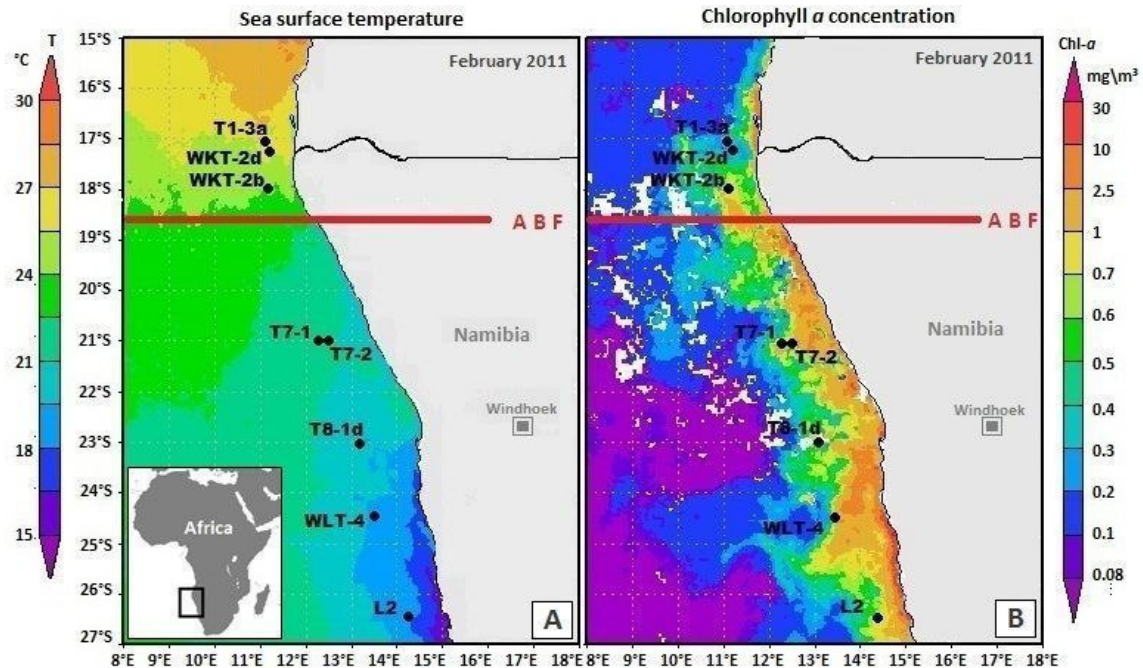 Sea surface temperature
T
°C
30
27
24
21
18
15
15°S
16°S
17°S
18°S
19°S
20°S
21°S
22°S
23°S
24°S
25°S
26°S
27°S
February 2011
T1-3a
WKT-2d
WKT-2b
A B F
T7-1
T7-2
Namibia
Windhoek
T8-1d
WLT-4
L2
Africa
A
8°E 9°E 10°E 11°E 12°E 13°E 14°E 15°E 16°E 17°E 18°E
Chlorophyll a concentration
February 2011
T1-3a
WKT-2d
WKT-2b
A B F
T7-1
T7-2
Namibia
Windhoek
T8-1d
WLT-4
L2
B
9°E 10°E 11°E 12°E 13°E 14°E 15°E 16°E 17°E 18°E
Chl-a
mg\m³
30
10
2.5
1
0.7
0.6
0.5
0.4
0.3
0.2
0.1
0.08